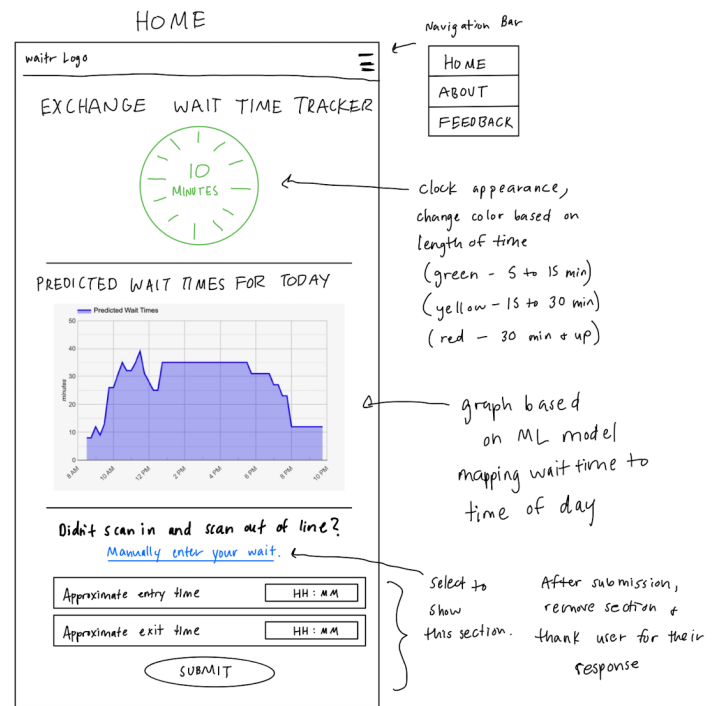 HOME
waitr Logo
EXCHANGE WAIT TIME TRACKER
10
MINUTES
PREDICTED WAIT TIMES FOR TODAY
Predicted Wait Times
50
40
30
20
10
0
minutes
8 AM
10 AM
12 PM
2 PM
4 PM
6 PM
8 PM
10 PM
Didn't scan in and scan out of line?
Manually enter your wait.
Approximate entry time
HH : MM
Approximate exit time
HH : MM
SUBMIT
Navigation Bar
HOME
ABOUT
FEEDBACK
clock appearance,
change color based on
length of time
(green - 5 to 15 min)
(yellow - 15 to 30 min)
(red - 30 min & up)
graph based
on ML model
mapping wait time to
time of day
select to
show
this section.
After submission,
remove section &
thank user for their
response